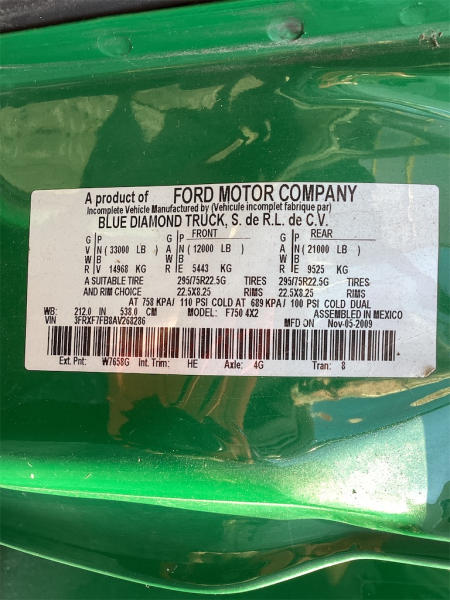 A product of FORD MOTOR COMPANY
Incomplete Vehicle Manufactured by (Vehicule incomplet fabrique par)
BLUE DIAMOND TRUCK, S. de R.L. de C.V.
G P G P FRONT G P REAR
V N (33000 LB) A N (12000 LB) A N (21000 LB)
W B W B W B
R V 14968 KG R E 5443 KG R E 9525 KG
A SUITABLE TIRE 295/75R22.5G TIRES 295/75R22.5G TIRES
AND RIM CHOICE 22.5X8.25 RIMS 22.5X8.25 RIMS
AT 758 KPA/ 110 PSI COLD AT 689 KPA/ 100 PSI COLD DUAL
WB: 212.0 IN 538.0 CM F750 4X2 ASSEMBLED IN MEXICO
VIN 3FRXF7FB8AV268286 MFD ON Nov-05-2009
Ext. Pnt: W7658G Int. Trim: HE Axle: 4G Tran: 8